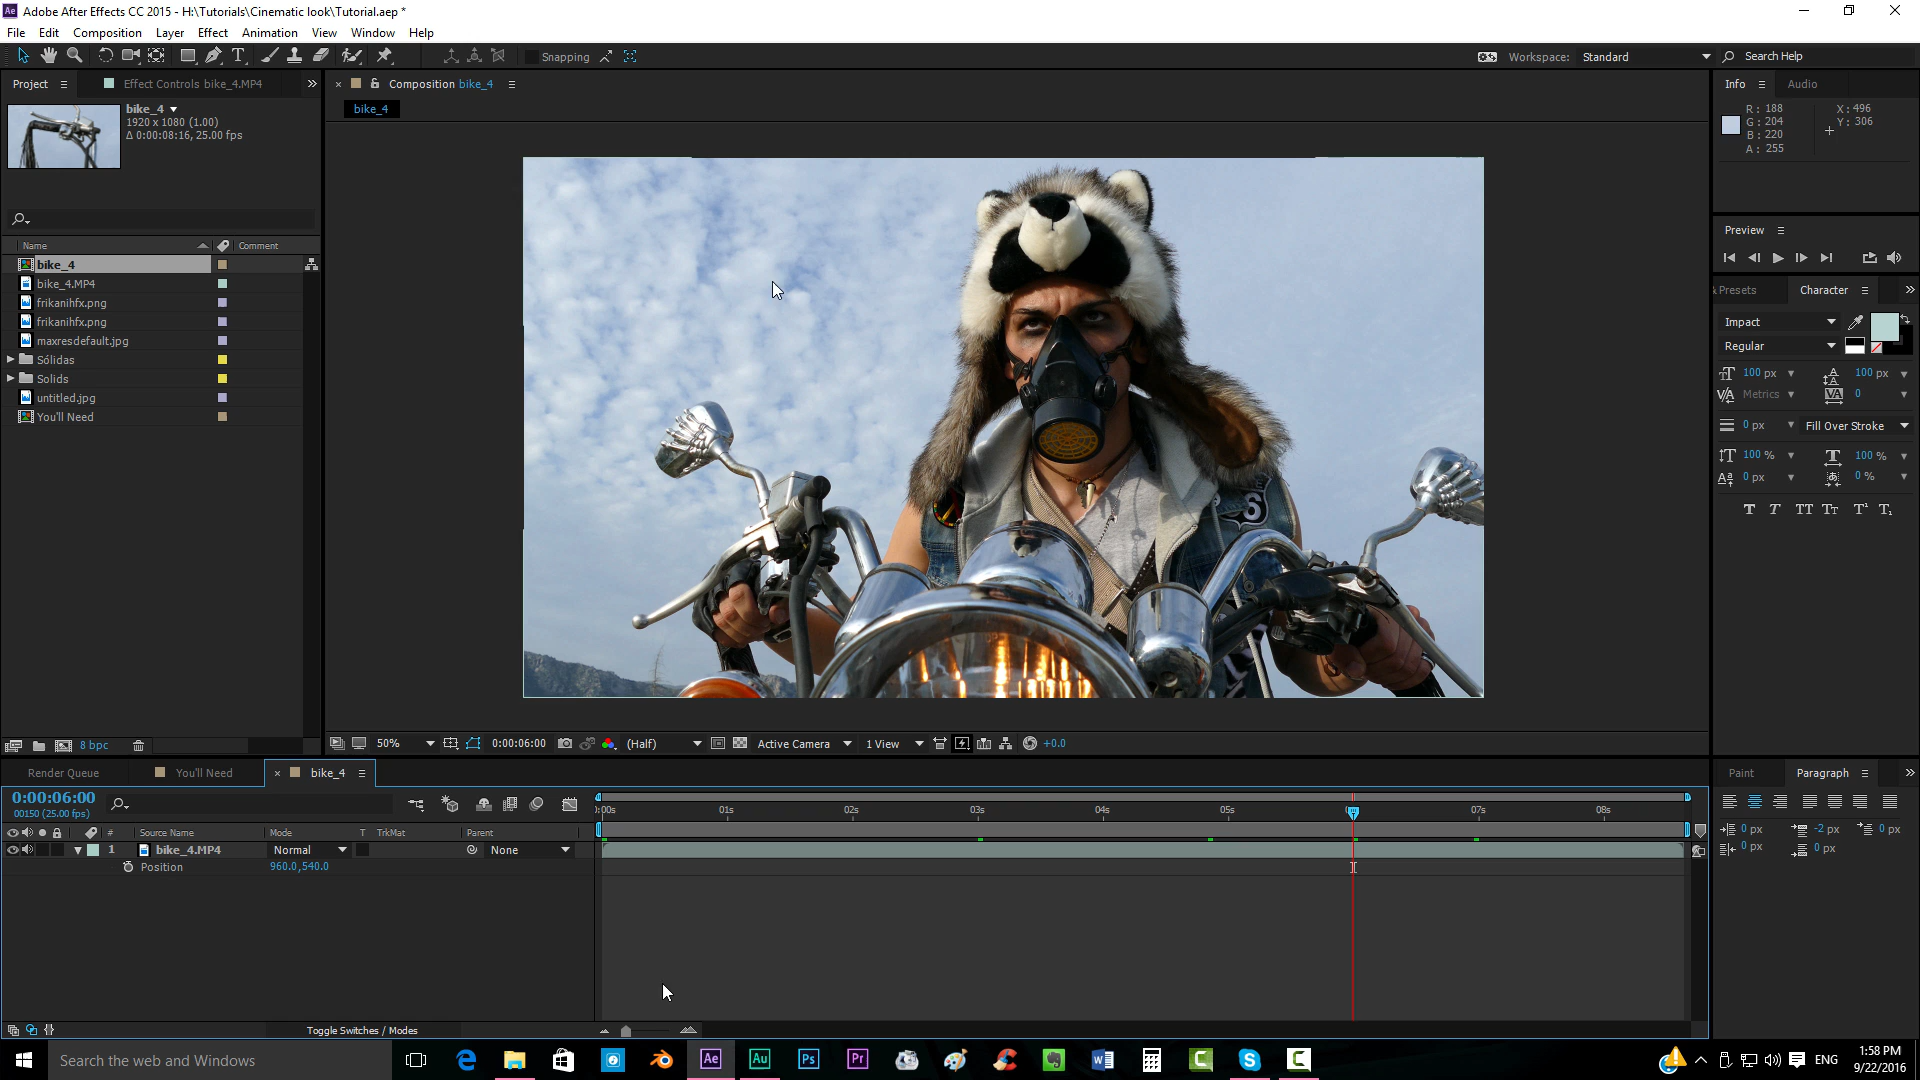 Adobe After Effects CC 2015 - H:\Tutorials\Cinematic look\Tutorial.aep *
File Edit Composition Layer Effect Animation View Window Help
Snapping
Workspace: Standard
Search Help
Project
Effect Controls bike_4.MP4
bike_4
1920 x 1080 (1.00)
Δ 0:00:08:16, 25.00 fps
Name
Comment
bike_4
bike_4.MP4
frikanihfx.png
frikanihfx.png
maxresdefault.jpg
Sólidas
Solids
untitled.jpg
You'll Need
8 bpc
Composition bike_4
bike_4
6
50%
0:00:06:00
(Half)
Active Camera
1 View
+0.0
Info
Audio
R: 188
G: 204
B: 220
A: 255
X: 496
Y: 306
Preview
& Presets
Character
Impact
Regular
100 px
100 px
Metrics
0
0 px
Fill Over Stroke
100 %
100 %
0 px
0 %
Render Queue
You'll Need
bike_4
0:00:06:00
00150 (25.00 fps)
# Source Name Mode T TrkMat Parent
1 bike_4.MP4 Normal None
Position 960.0,540.0
):00s 01s 02s 03s 04s 05s 07s 08s
Toggle Switches / Modes
Paint
Paragraph
0 px
-2 px
0 px
0 px
0 px
Search the web and Windows
Ae
Au
Ps
Pr
ENG
1:58 PM
9/22/2016